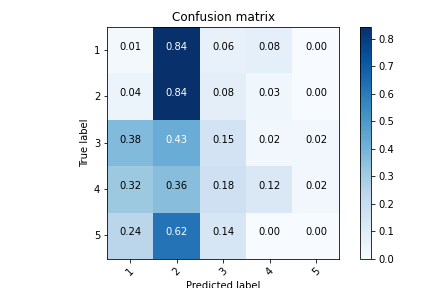 Confusion matrix
1 0.01 0.84 0.06 0.08 0.00 0.8
2 0.04 0.84 0.08 0.03 0.00 0.7
0.6
3 0.38 0.43 0.15 0.02 0.02 0.5
0.4
4 0.32 0.36 0.18 0.12 0.02 0.3
0.2
5 0.24 0.62 0.14 0.00 0.00 0.1
0.0
True label
1 2 3 4 5
Predicted label